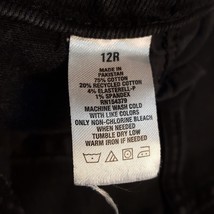 12R
MADE IN
PAKISTAN
75% COTTON
20% RECYCLED COTTON
4% ELASTERELL-P
1% SPANDEX
RN154379
MACHINE WASH COLD
WITH LIKE COLORS
ONLY NON-CHLORINE BLEACH
WHEN NEEDED
TUMBLE DRY LOW
WARM IRON IF NEEDED